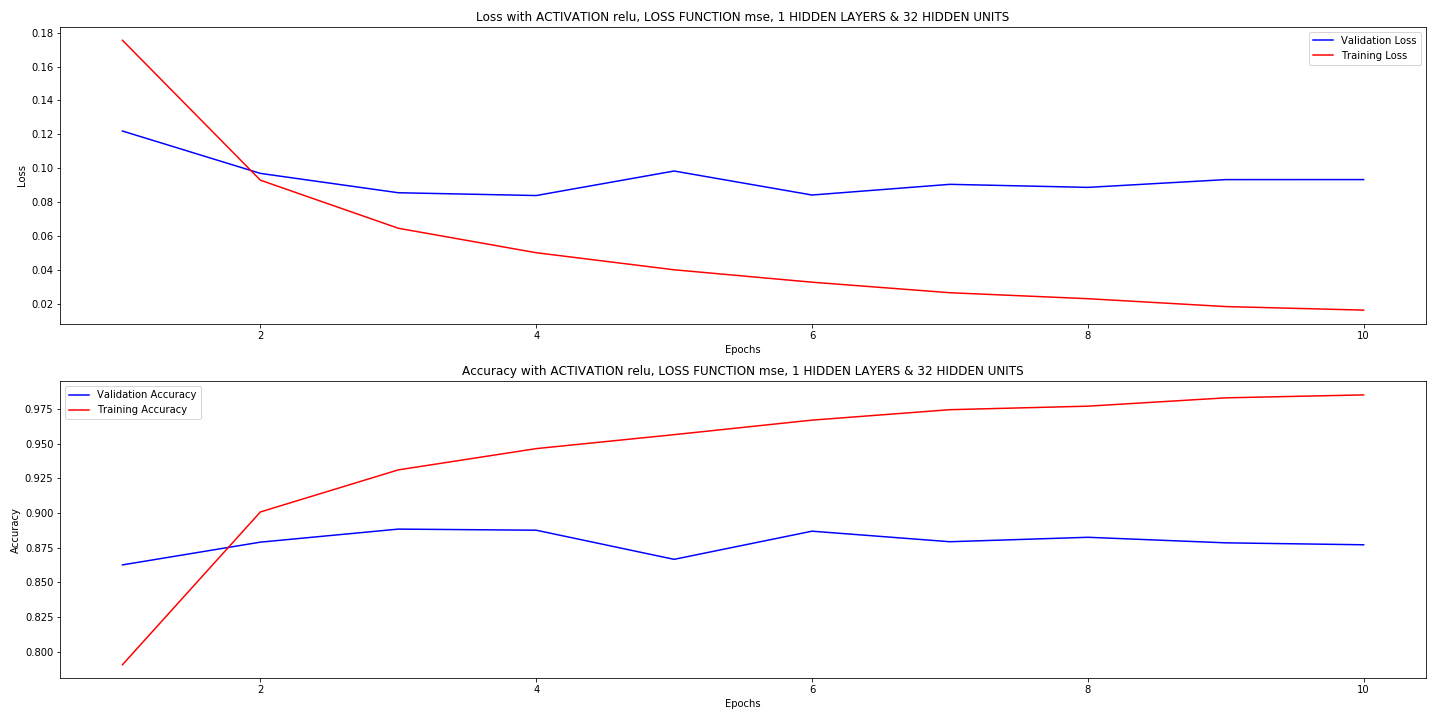 Loss with ACTIVATION relu, LOSS FUNCTION mse, 1 HIDDEN LAYERS & 32 HIDDEN UNITS
Validation Loss
Training Loss
Loss
0.18
0.16
0.14
0.12
0.10
0.08
0.06
0.04
0.02
2 4 6 8 10
Epochs
Accuracy with ACTIVATION relu, LOSS FUNCTION mse, 1 HIDDEN LAYERS & 32 HIDDEN UNITS
Validation Accuracy
Training Accuracy
Accuracy
0.975
0.950
0.925
0.900
0.875
0.850
0.825
0.800
2 4 6 8 10
Epochs